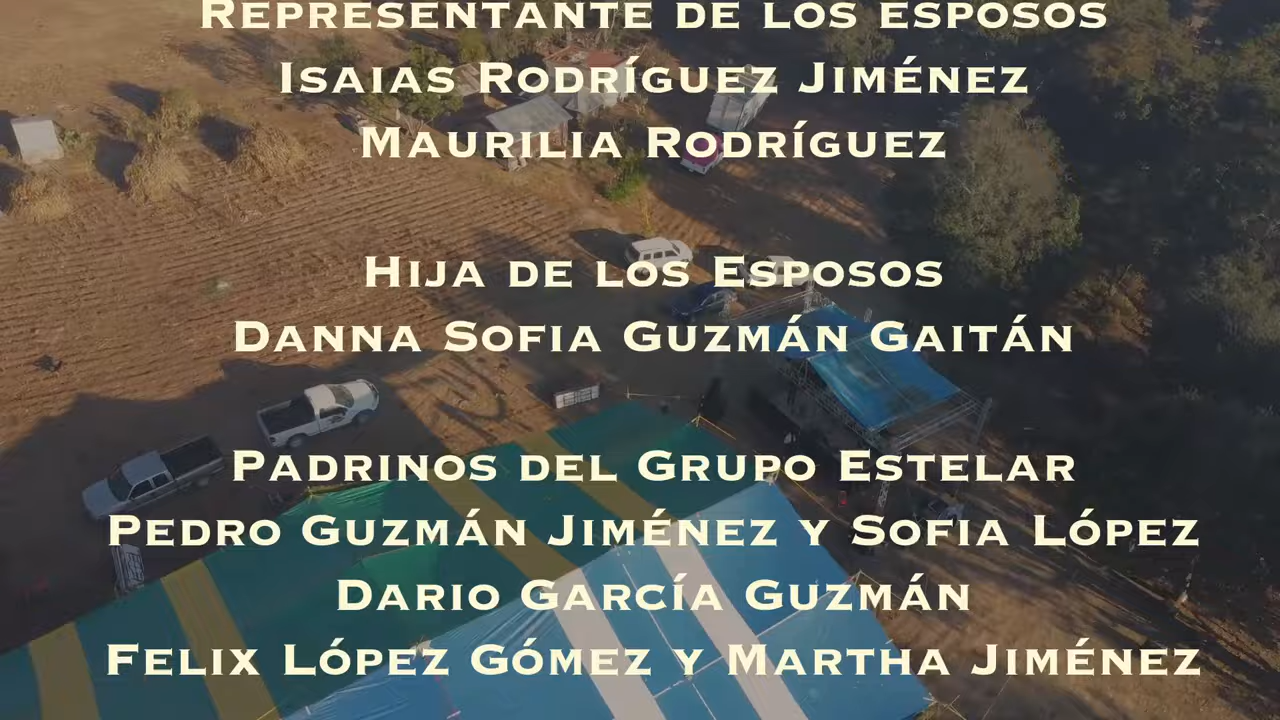 Representante de los esposos
Isaias Rodríguez Jiménez
Maurilia Rodríguez
Hija de los Esposos
Danna Sofia Guzmán Gaitán
Padrinos del Grupo Estelar
Pedro Guzmán Jiménez y Sofia López
Dario García Guzmán
Felix López Gómez y Martha Jiménez